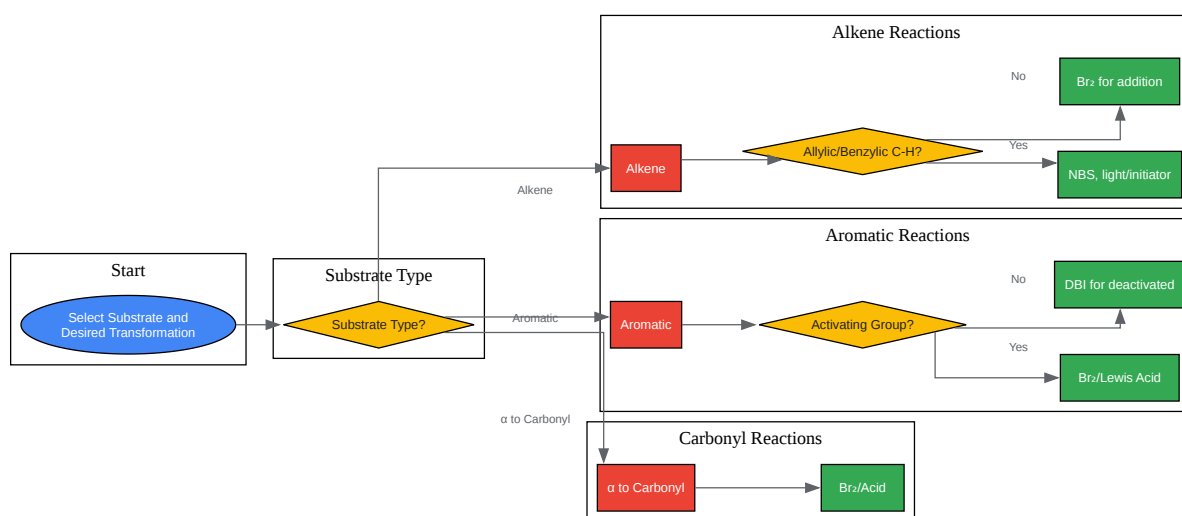 Alkene Reactions
No
Br₂ for addition
Allylic/Benzylic C-H?
Yes
Alkene
NBS, light/initiator
Alkene
Aromatic Reactions
Start
Substrate Type
No
DBI for deactivated
Select Substrate and
Desired Transformation
Substrate Type?
Aromatic
Aromatic
Activating Group?
Yes
Br₂/Lewis Acid
α to Carbonyl
Carbonyl Reactions
α to Carbonyl
Br₂/Acid